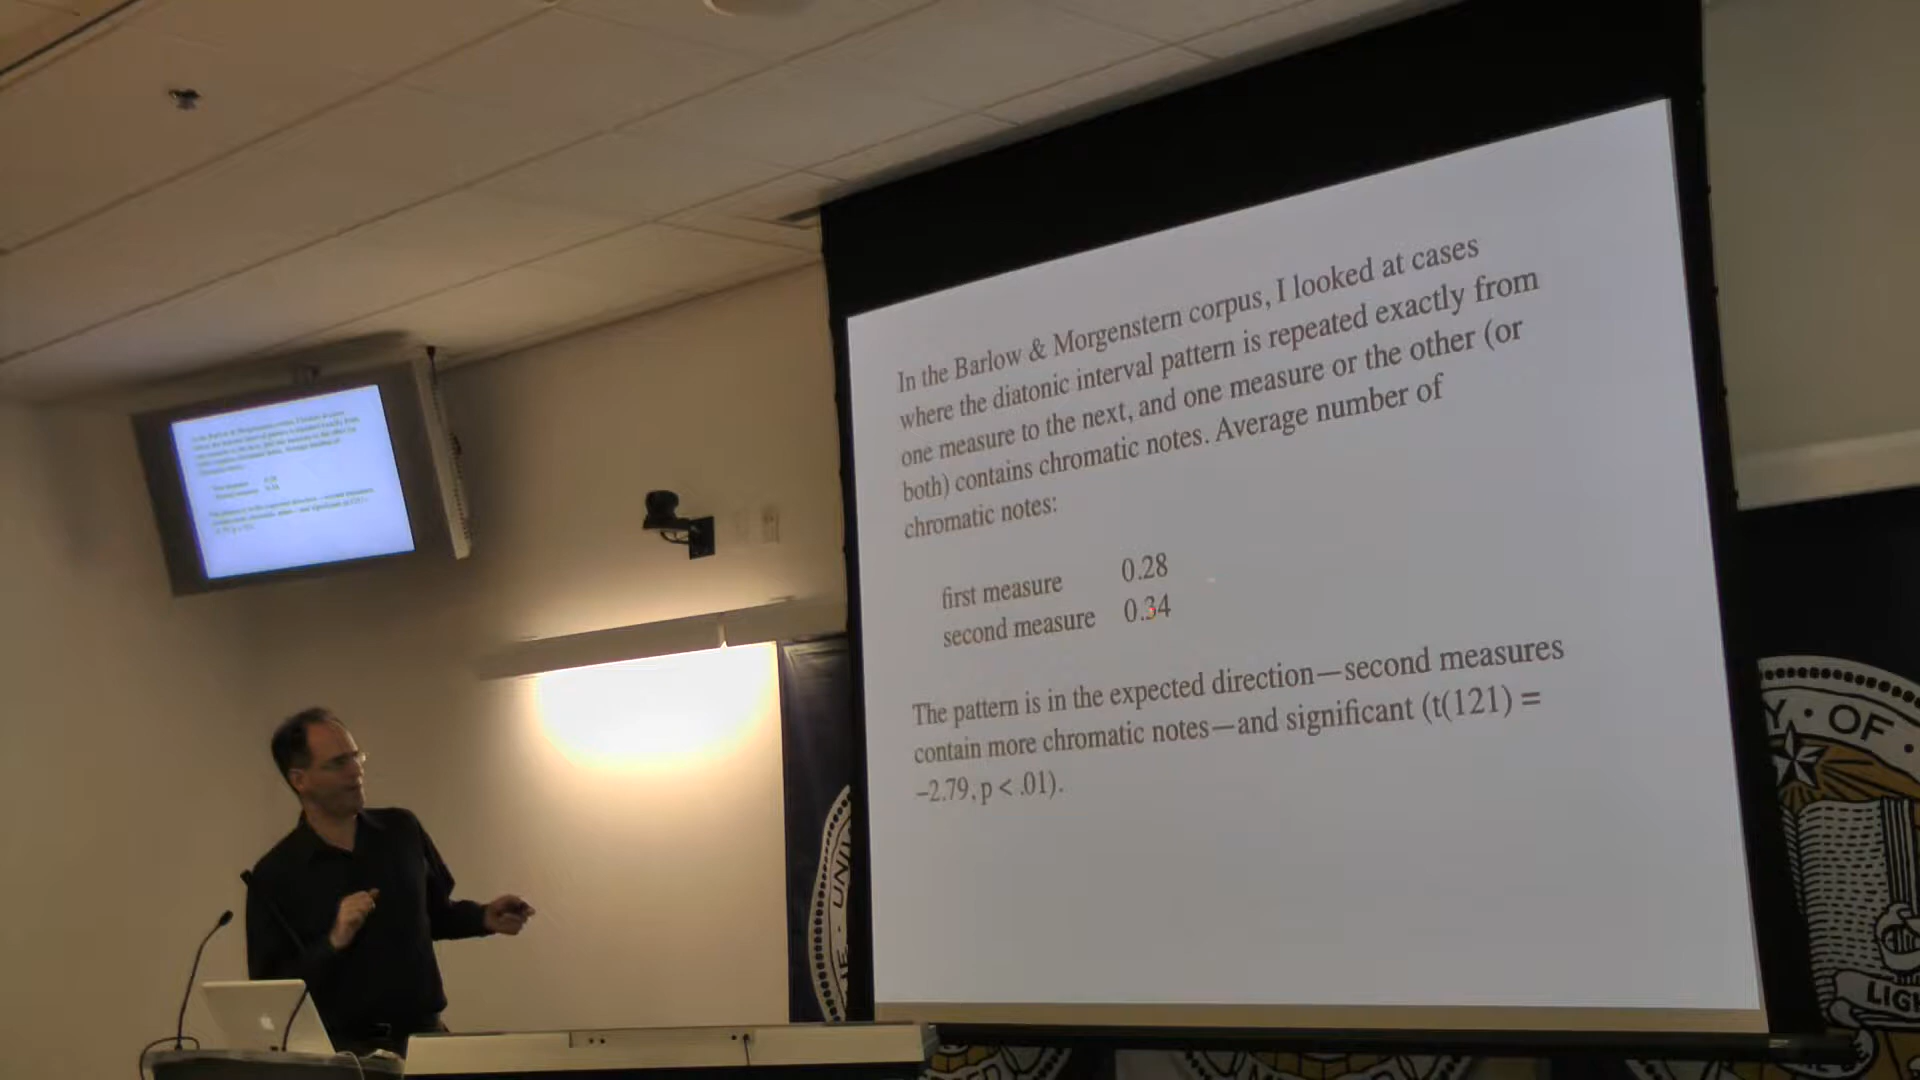 In the Barlow & Morgenstern corpus, I looked at cases
where the diatonic interval pattern is repeated exactly from
one measure to the next, and one measure or the other (or
both) contains chromatic notes. Average number of
chromatic notes:
first measure 0.28
second measure 0.34
The pattern is in the expected direction—second measures
contain more chromatic notes—and significant (t(121) =
–2.79, p < .01).
Y · OF ·